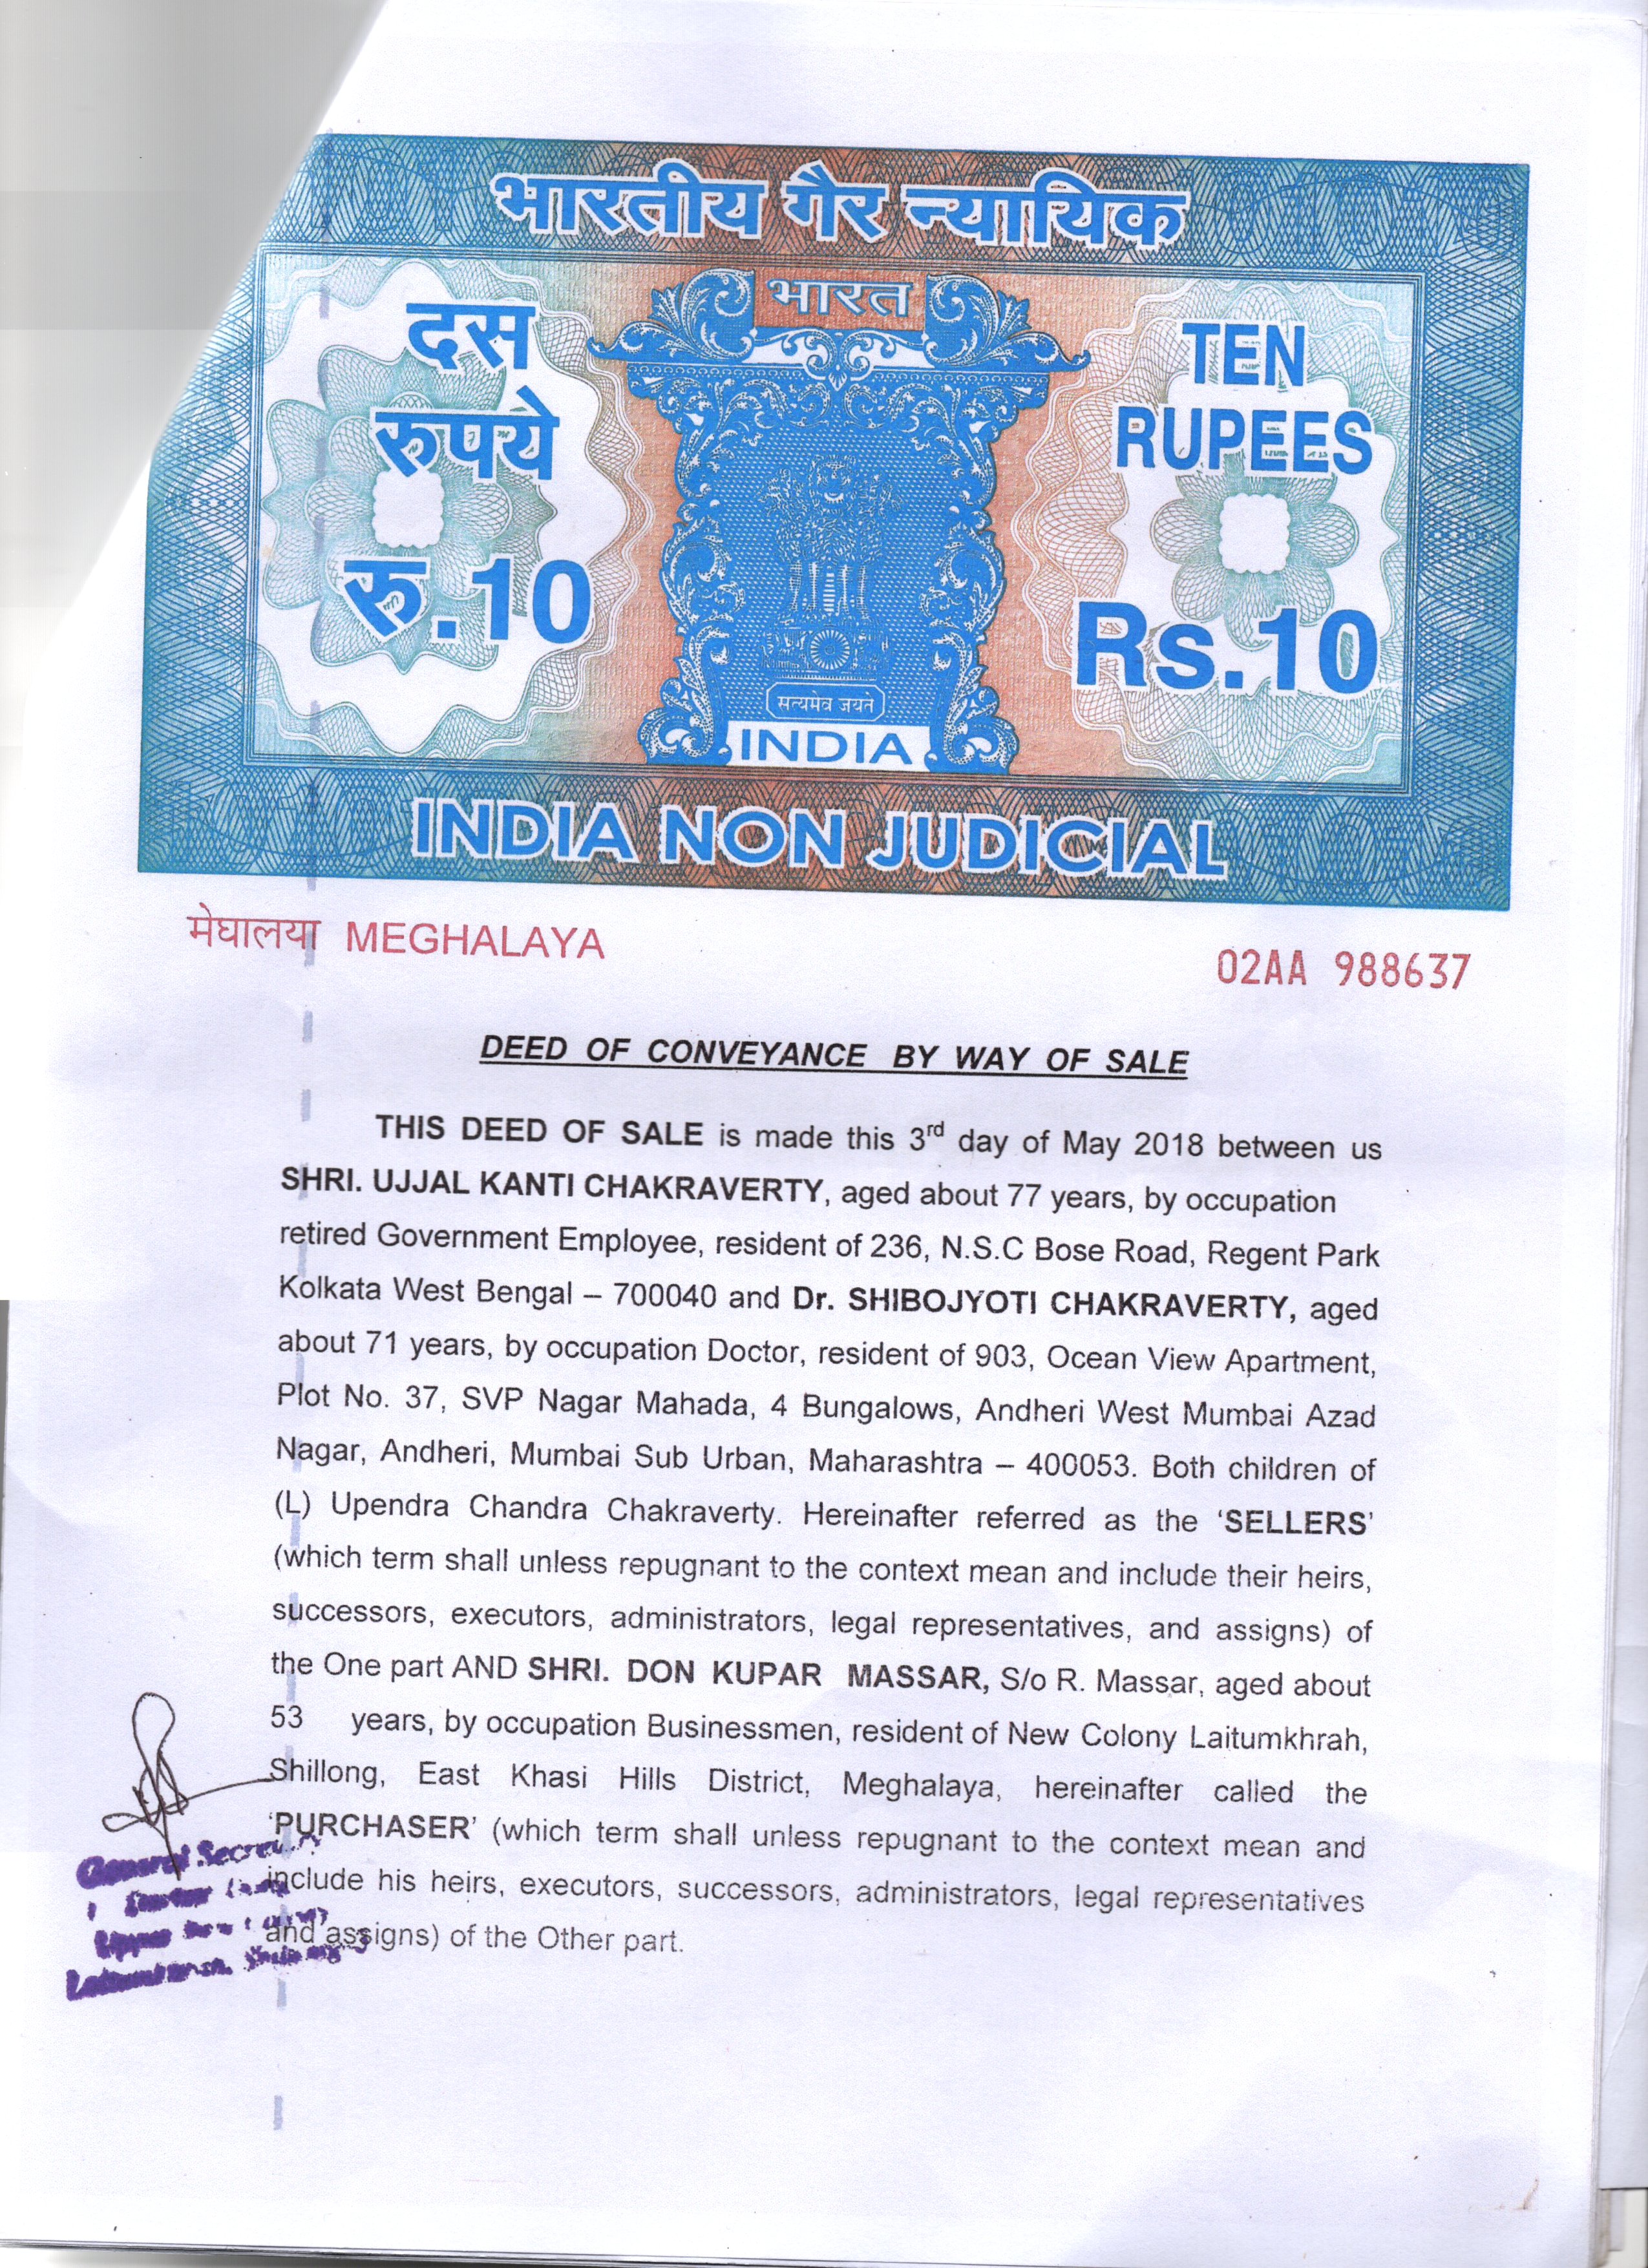 भारतीय गैर न्यायिक
भारत
दस
रुपये
रु.10
TEN
RUPEES
Rs.10
सत्यमेव जयते
INDIA
INDIA NON JUDICIAL
मेघालया MEGHALAYA
02AA 988637
DEED OF CONVEYANCE BY WAY OF SALE
THIS DEED OF SALE is made this 3rd day of May 2018 between us
SHRI. UJJAL KANTI CHAKRAVERTY, aged about 77 years, by occupation
retired Government Employee, resident of 236, N.S.C Bose Road, Regent Park
Kolkata West Bengal – 700040 and Dr. SHIBOJYOTI CHAKRAVERTY, aged
about 71 years, by occupation Doctor, resident of 903, Ocean View Apartment,
Plot No. 37, SVP Nagar Mahada, 4 Bungalows, Andheri West Mumbai Azad
Nagar, Andheri, Mumbai Sub Urban, Maharashtra – 400053. Both children of
(L) Upendra Chandra Chakraverty. Hereinafter referred as the ‘SELLERS’
(which term shall unless repugnant to the context mean and include their heirs,
successors, executors, administrators, legal representatives, and assigns) of
the One part AND SHRI. DON KUPAR MASSAR, S/o R. Massar, aged about
53 years, by occupation Businessmen, resident of New Colony Laitumkhrah,
Shillong, East Khasi Hills District, Meghalaya, hereinafter called the
‘PURCHASER’ (which term shall unless repugnant to the context mean and
include his heirs, executors, successors, administrators, legal representatives
and assigns) of the Other part.
General
Upper